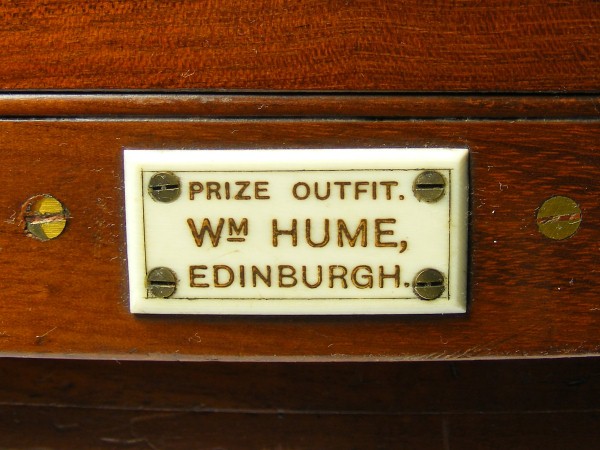 PRIZE OUTFIT.
WM HUME,
EDINBURGH.